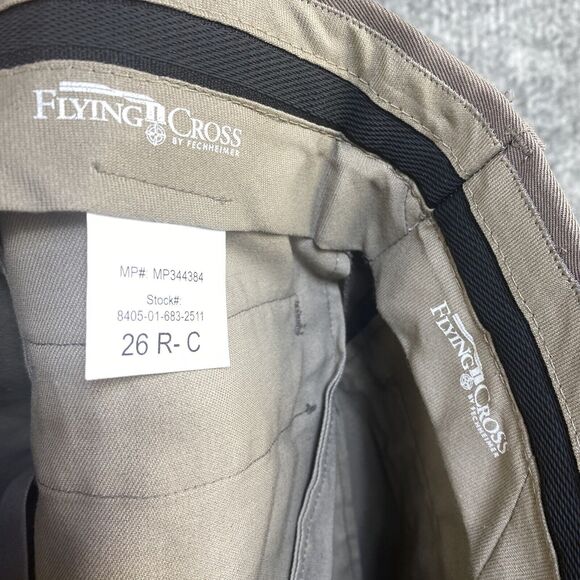 FLYING CROSS
BY FECHHEIMER
MP#: MP344384
Stock#:
8405-01-683-2511
26 R- C
FLYING CROSS
BY FECHHEIMER